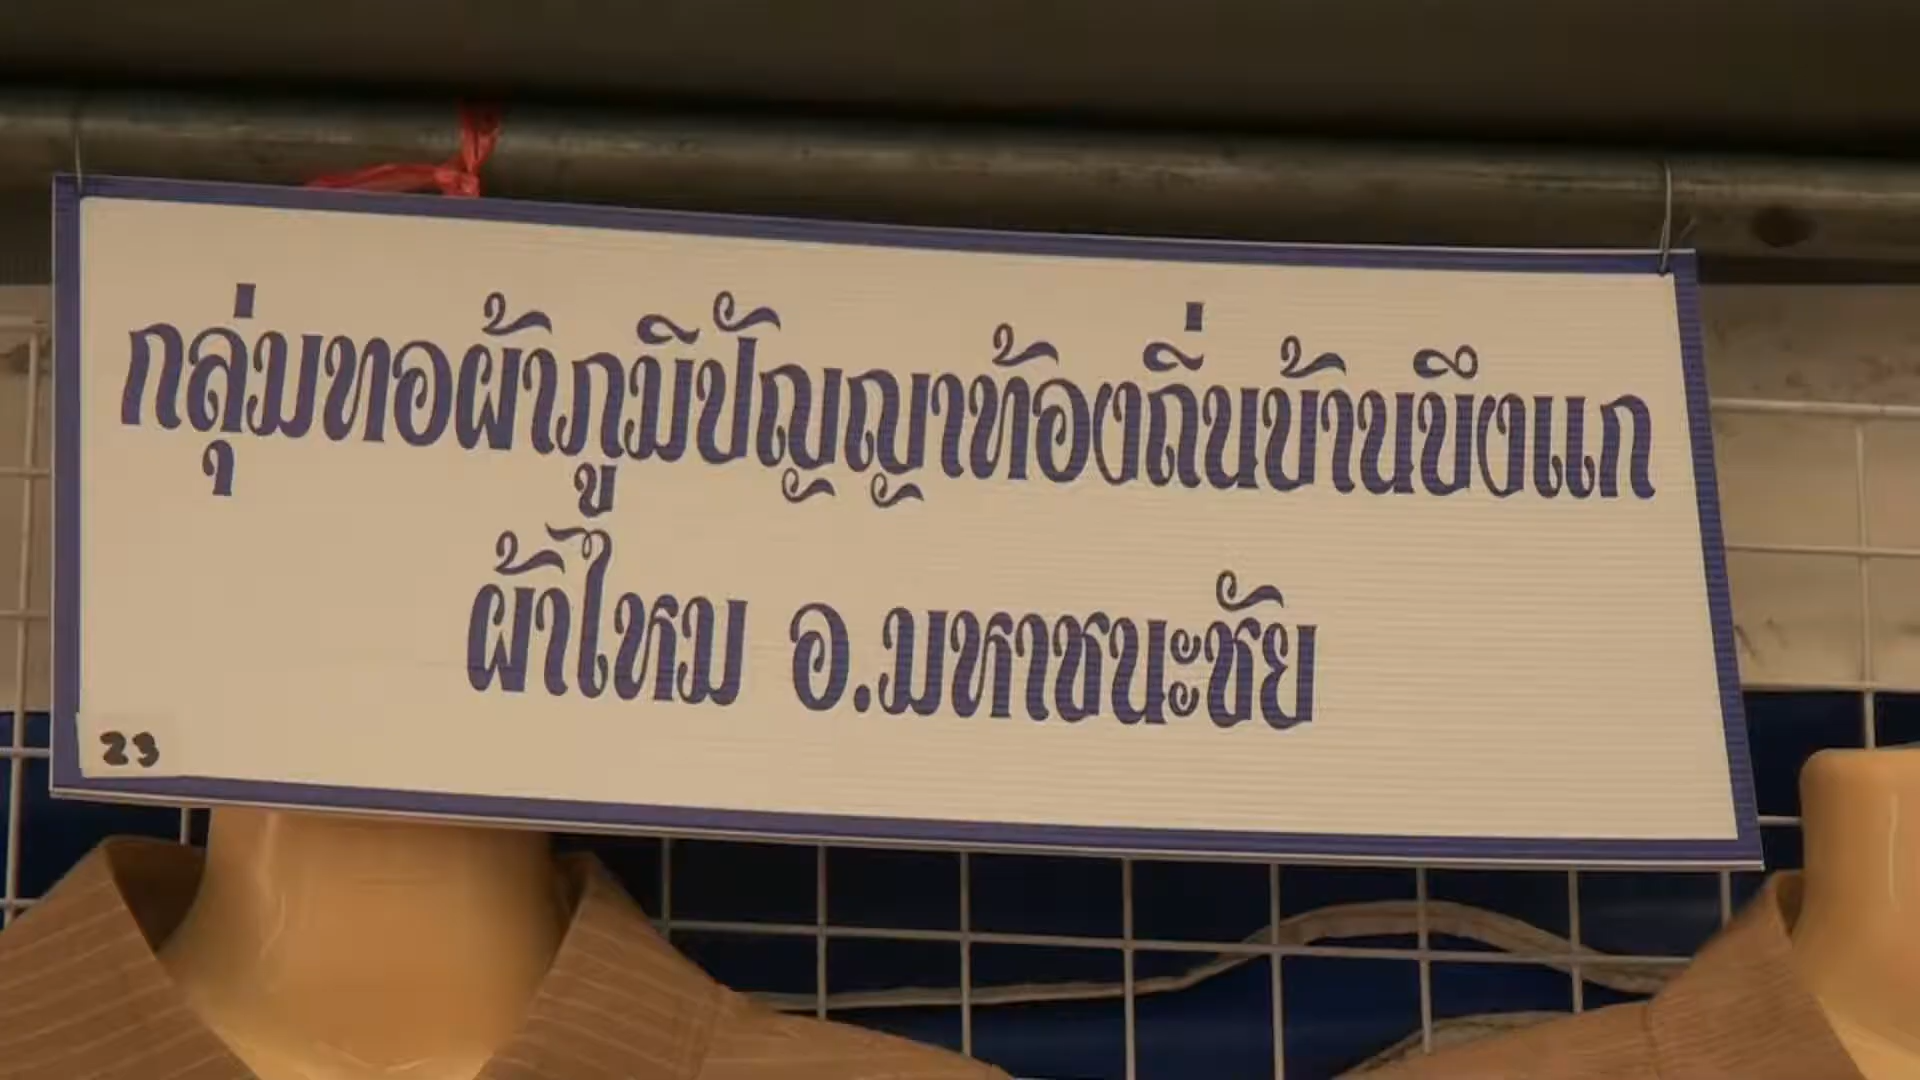 กลุ่มทอผ้าภูมีปัญญาท้องถิ่นบ้านบึงแก
ผ้าไหม อ.มหาชนะชัย
23